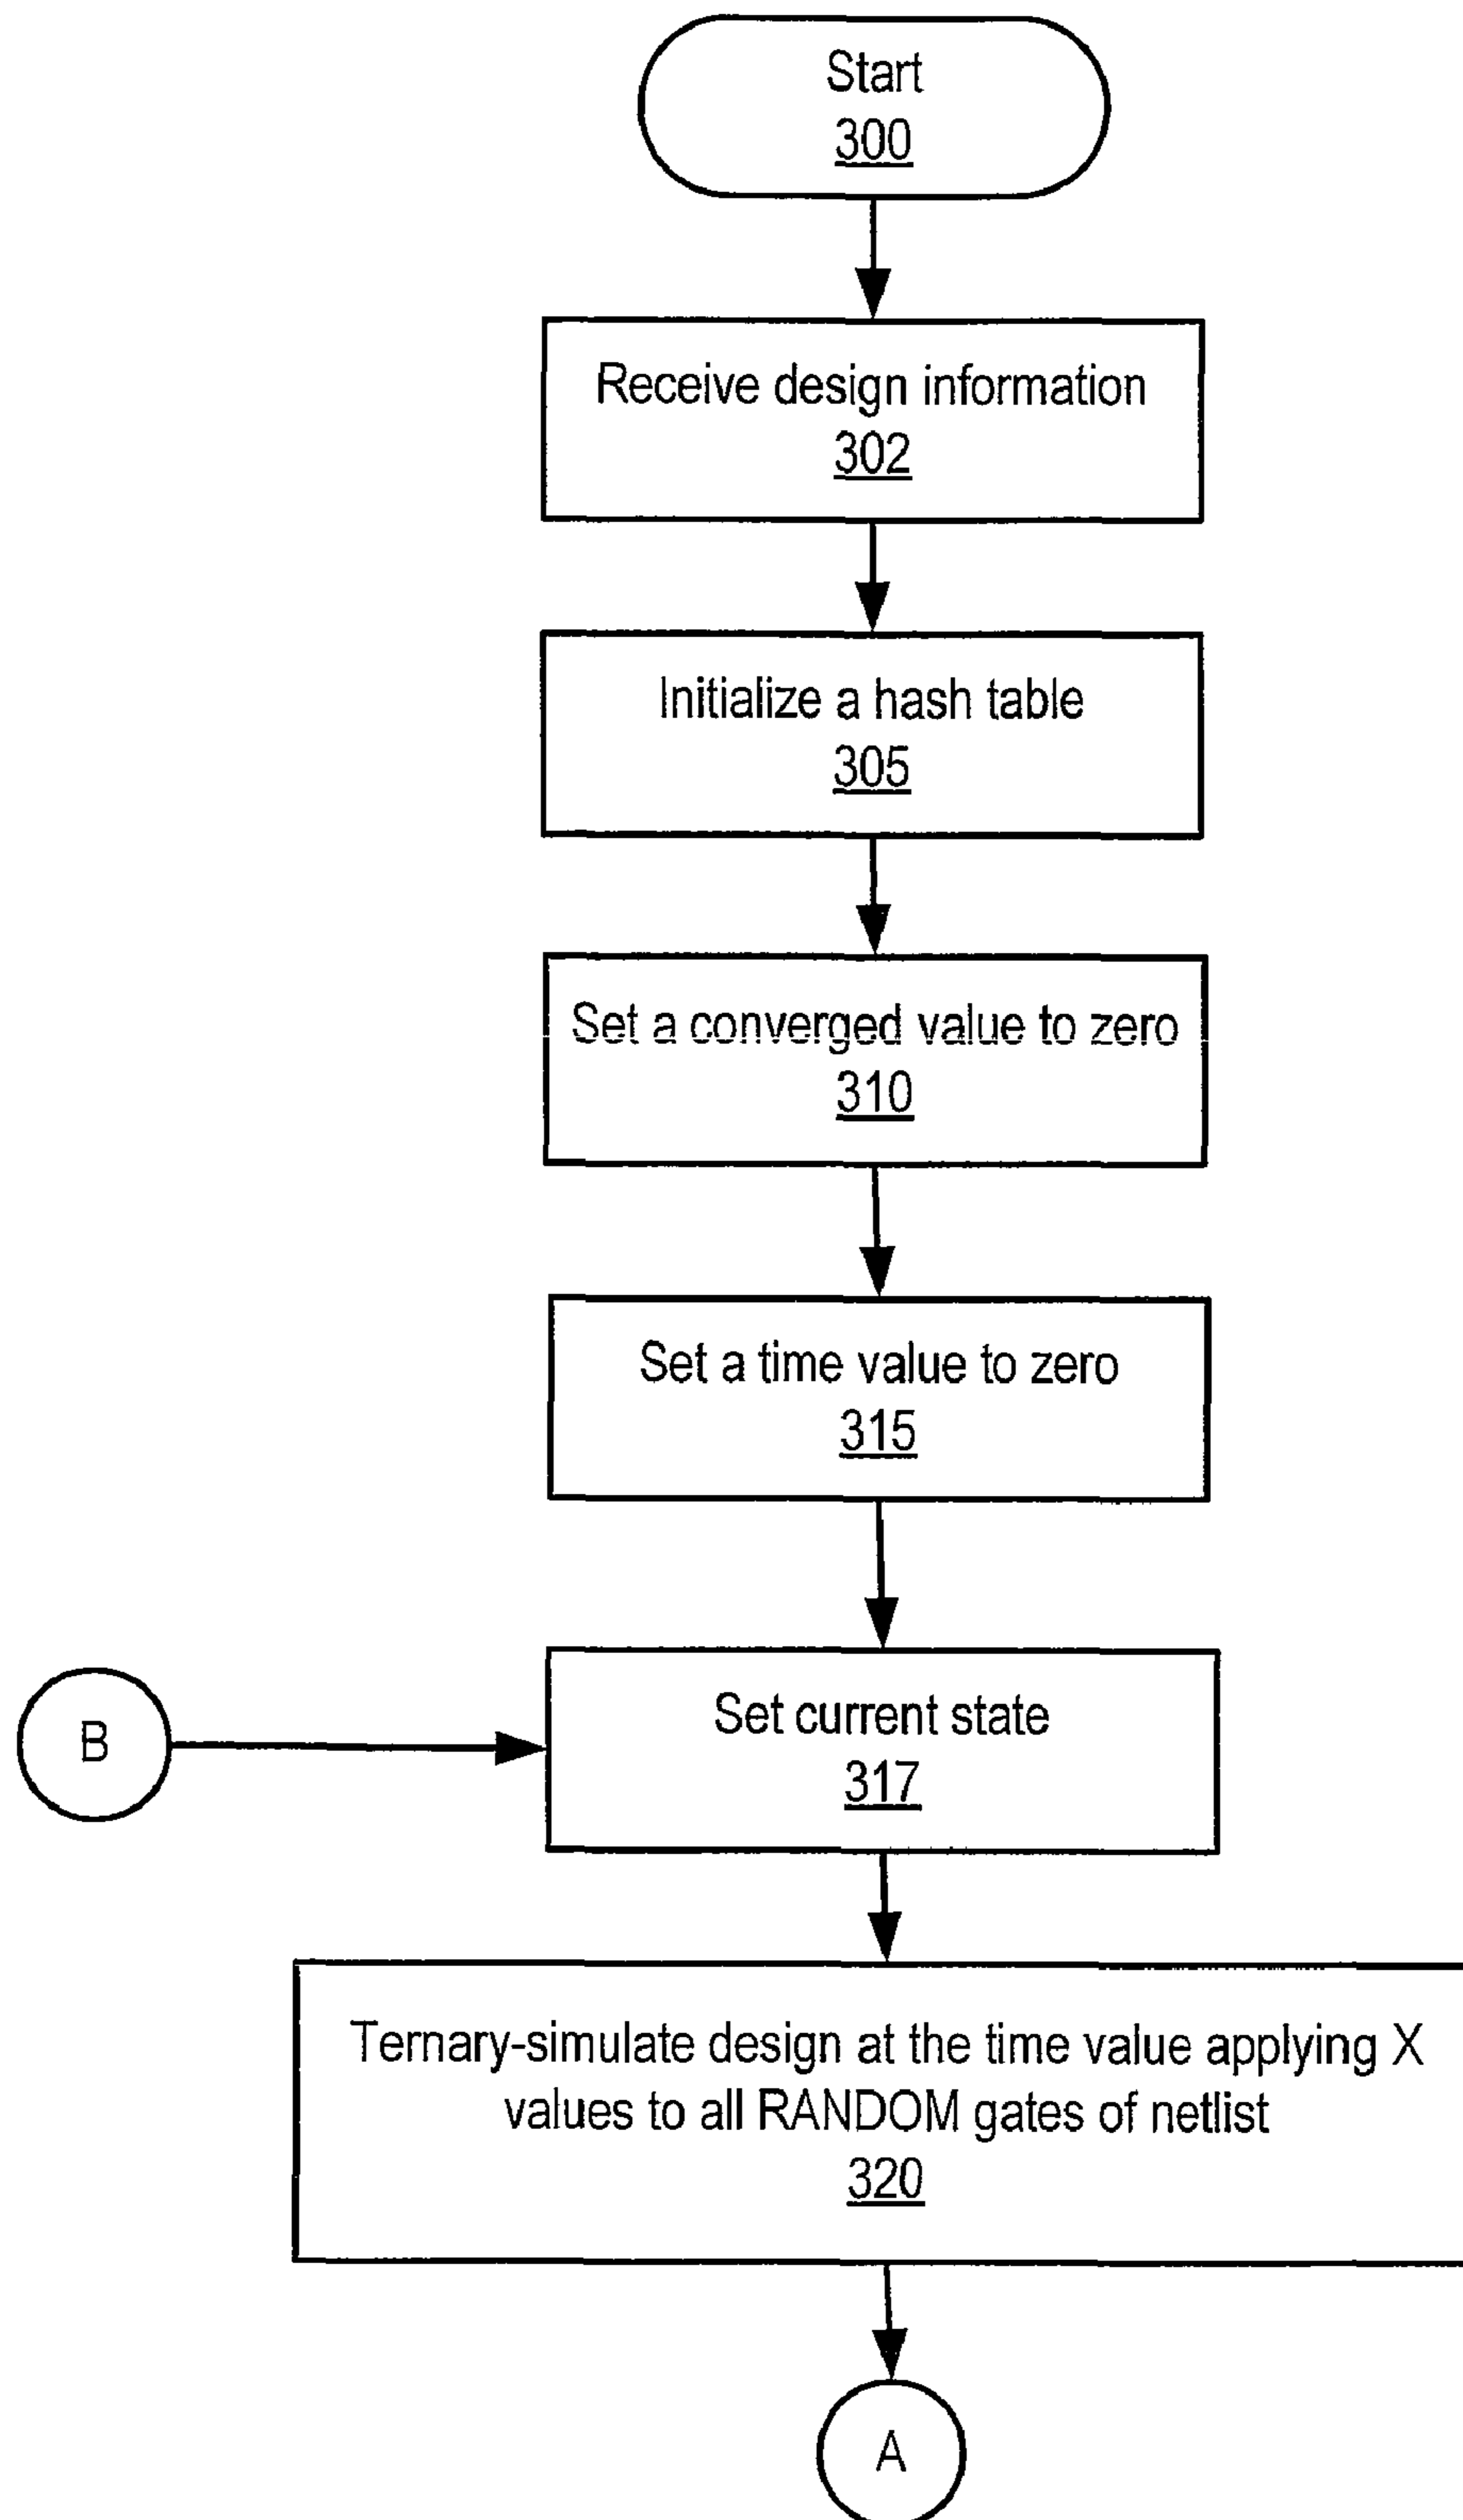 Start
300
Receive design information
302
Initialize a hash table
305
Set a converged value to zero
310
Set a time value to zero
315
B
Set current state
317
Ternary-simulate design at the time value applying X
values to all RANDOM gates of netlist
320
A